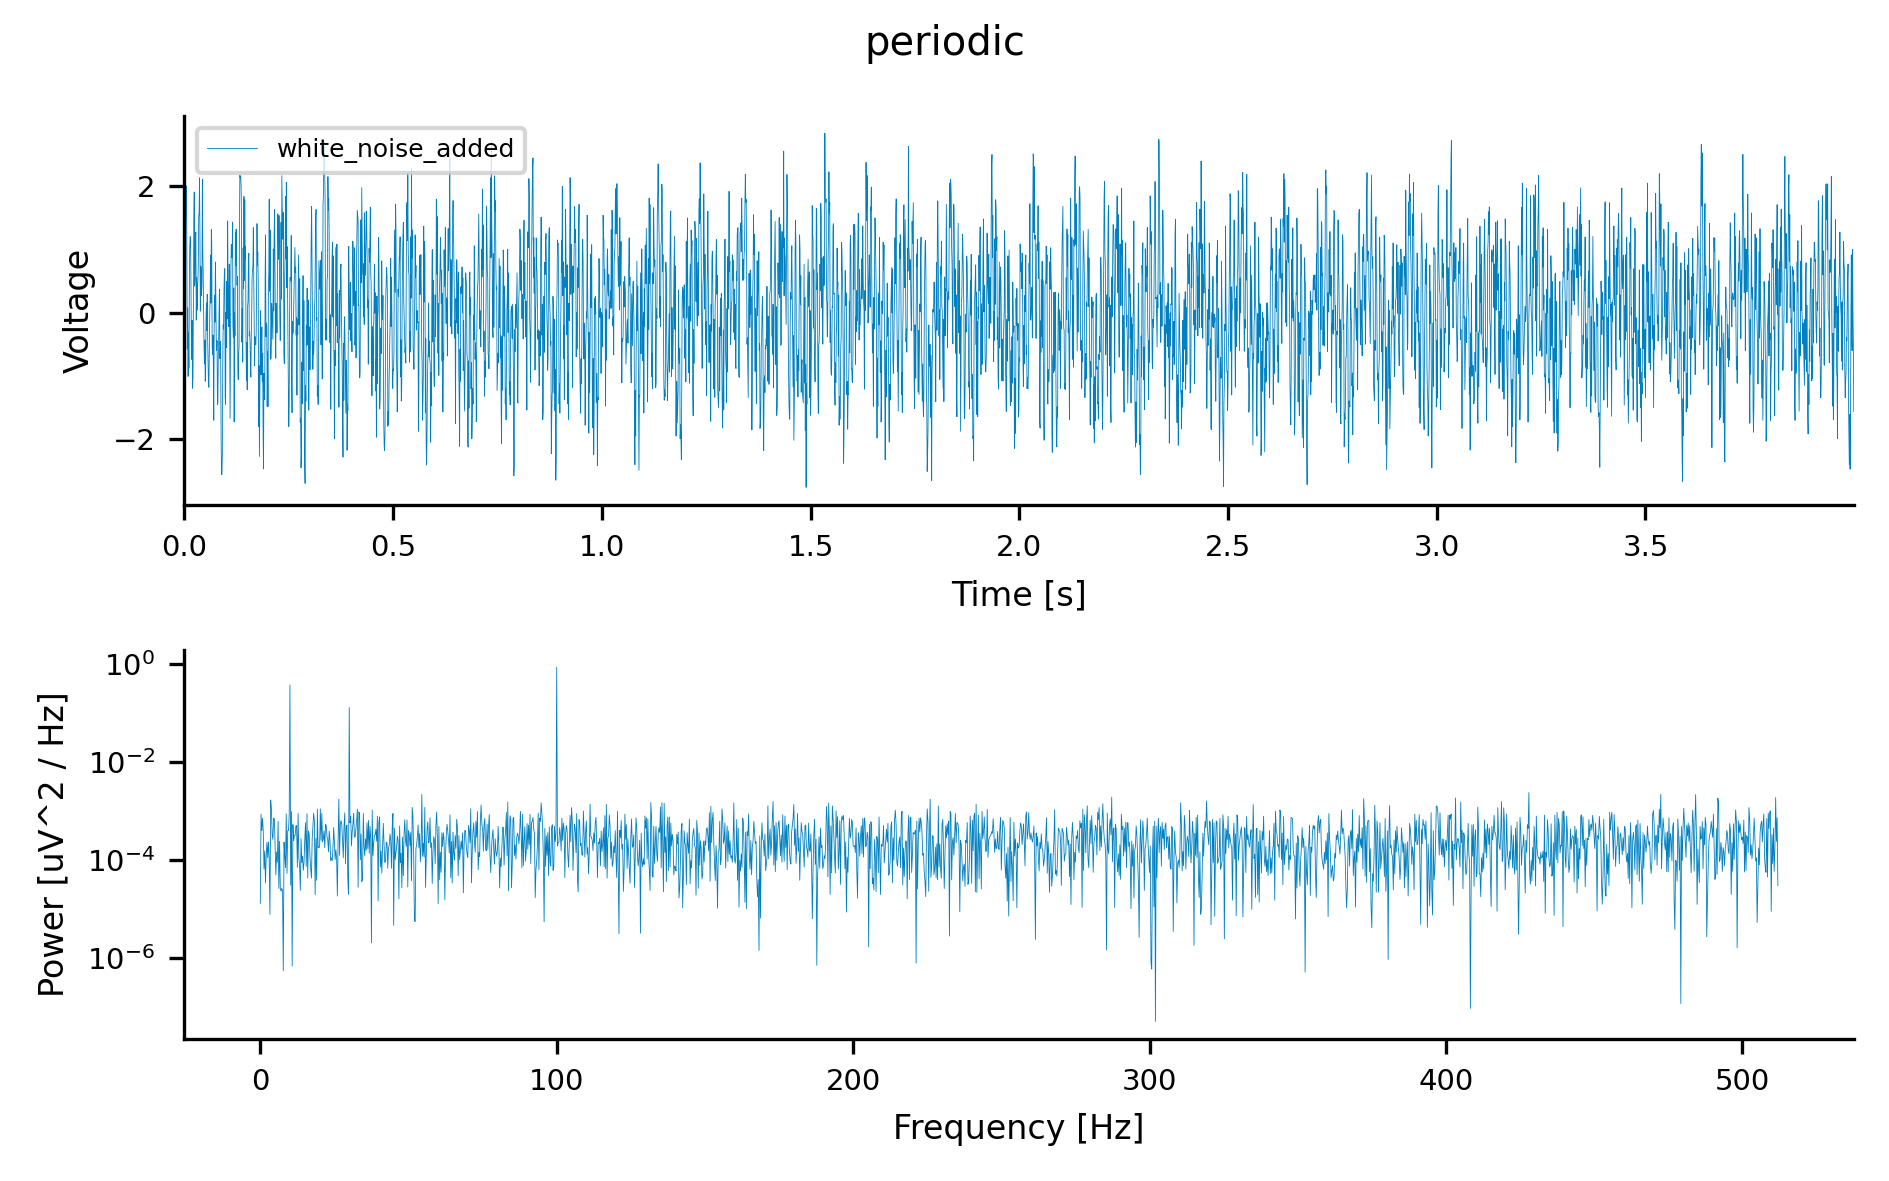 periodic
white_noise_added
Voltage
2
0
−2
0.0 0.5 1.0 1.5 2.0 2.5 3.0 3.5
Time [s]
Power [uV^2 / Hz]
10⁰
10⁻²
10⁻⁴
10⁻⁶
0 100 200 300 400 500
Frequency [Hz]